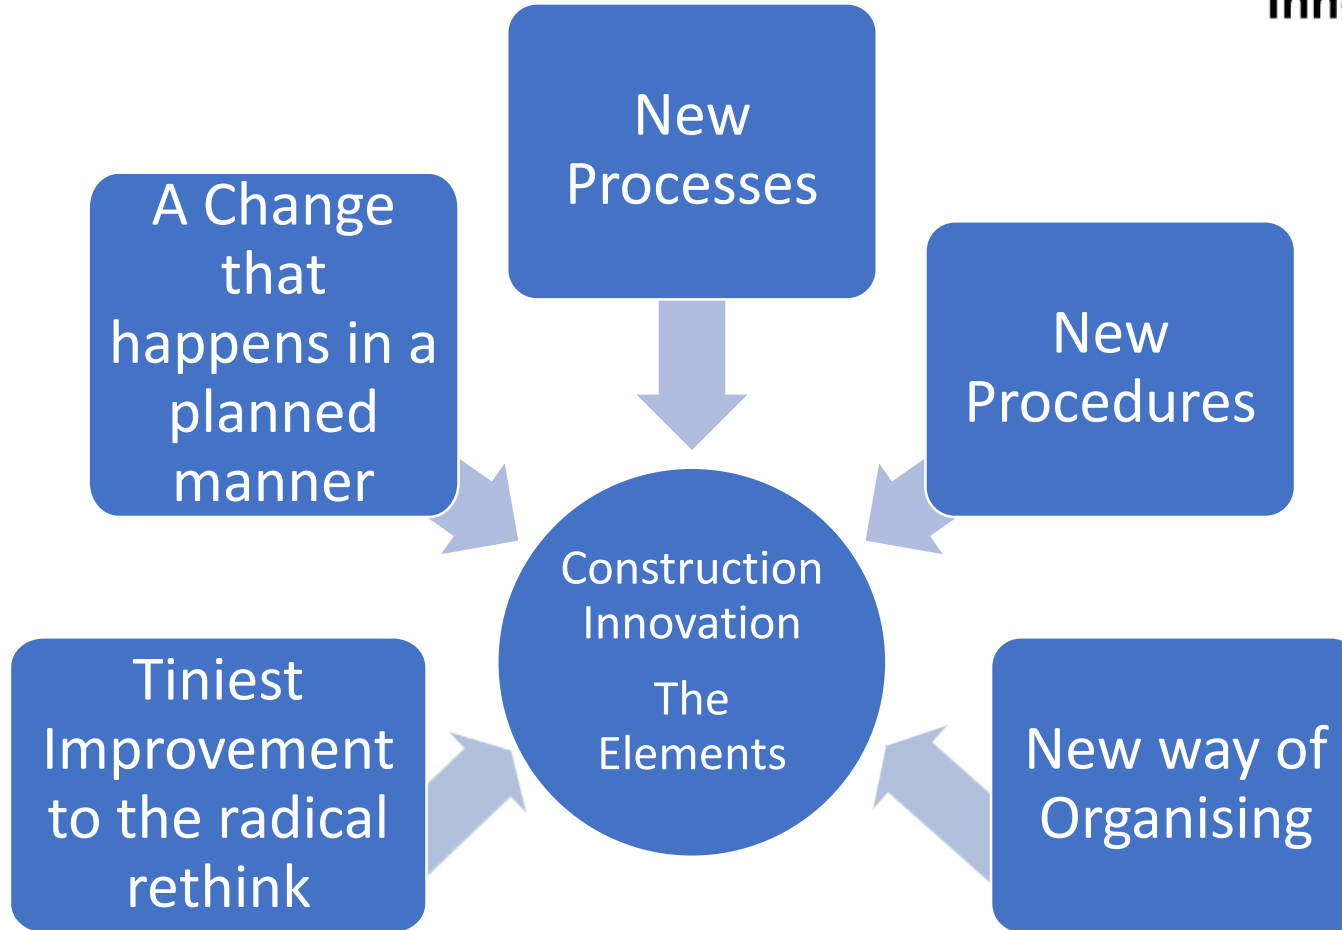 New
Processes
A Change
that
happens in a
planned
manner
New
Procedures
Construction
Innovation
The
Elements
Tiniest
Improvement
to the radical
rethink
New way of
Organising